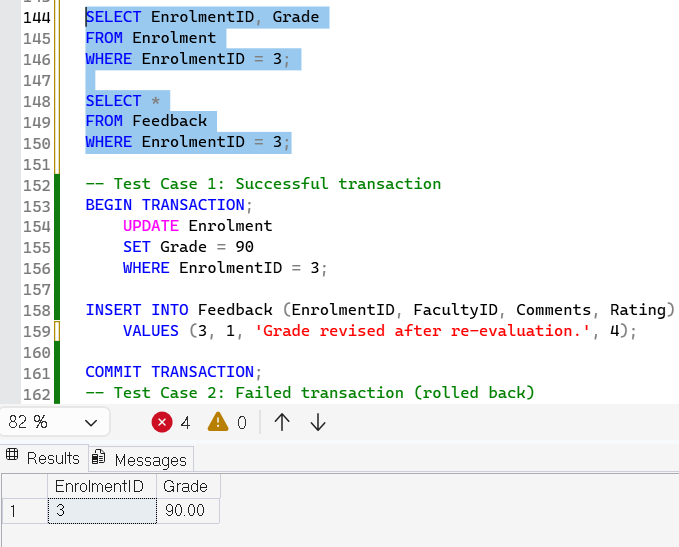 144 SELECT EnrolmentID, Grade
145 FROM Enrolment
146 WHERE EnrolmentID = 3;
147
148 SELECT *
149 FROM Feedback
150 WHERE EnrolmentID = 3;
151
152 -- Test Case 1: Successful transaction
153 BEGIN TRANSACTION;
154 UPDATE Enrolment
155 SET Grade = 90
156 WHERE EnrolmentID = 3;
157
158 INSERT INTO Feedback (EnrolmentID, FacultyID, Comments, Rating)
159 VALUES (3, 1, 'Grade revised after re-evaluation.', 4);
160
161 COMMIT TRANSACTION;
162 -- Test Case 2: Failed transaction (rolled back)
82 % 4 0
Results Messages
EnrolmentID Grade
1 3 90.00